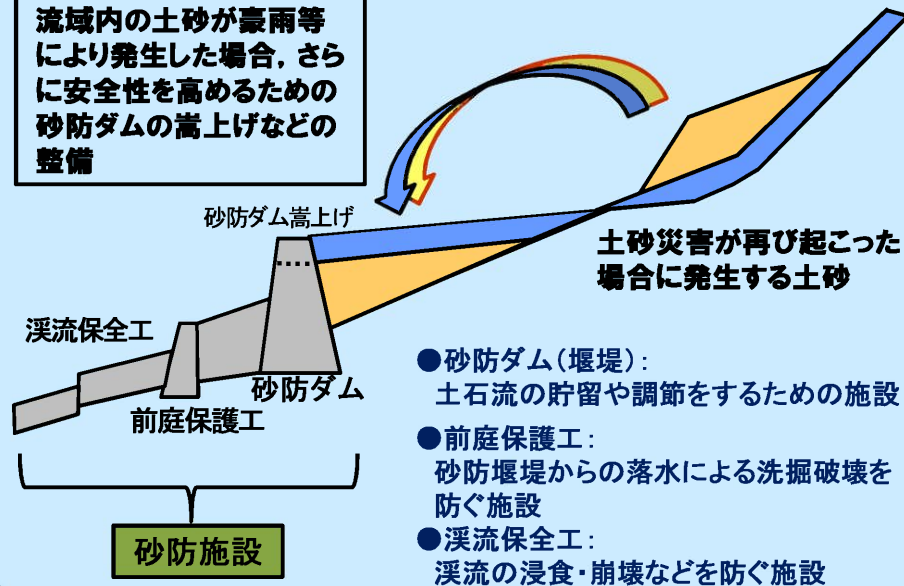 流域内の土砂が豪雨等
により発生した場合，さら
に安全性を高めるための
砂防ダムの嵩上げなどの
整備
砂防ダム嵩上げ
土砂災害が再び起こった
場合に発生する土砂
渓流保全工
砂防ダム
前庭保護工
砂防施設
●砂防ダム（堰堤）：
土石流の貯留や調節をするための施設
●前庭保護工：
砂防堰堤からの落水による洗掘破壊を
防ぐ施設
●渓流保全工：
渓流の浸食・崩壊などを防ぐ施設